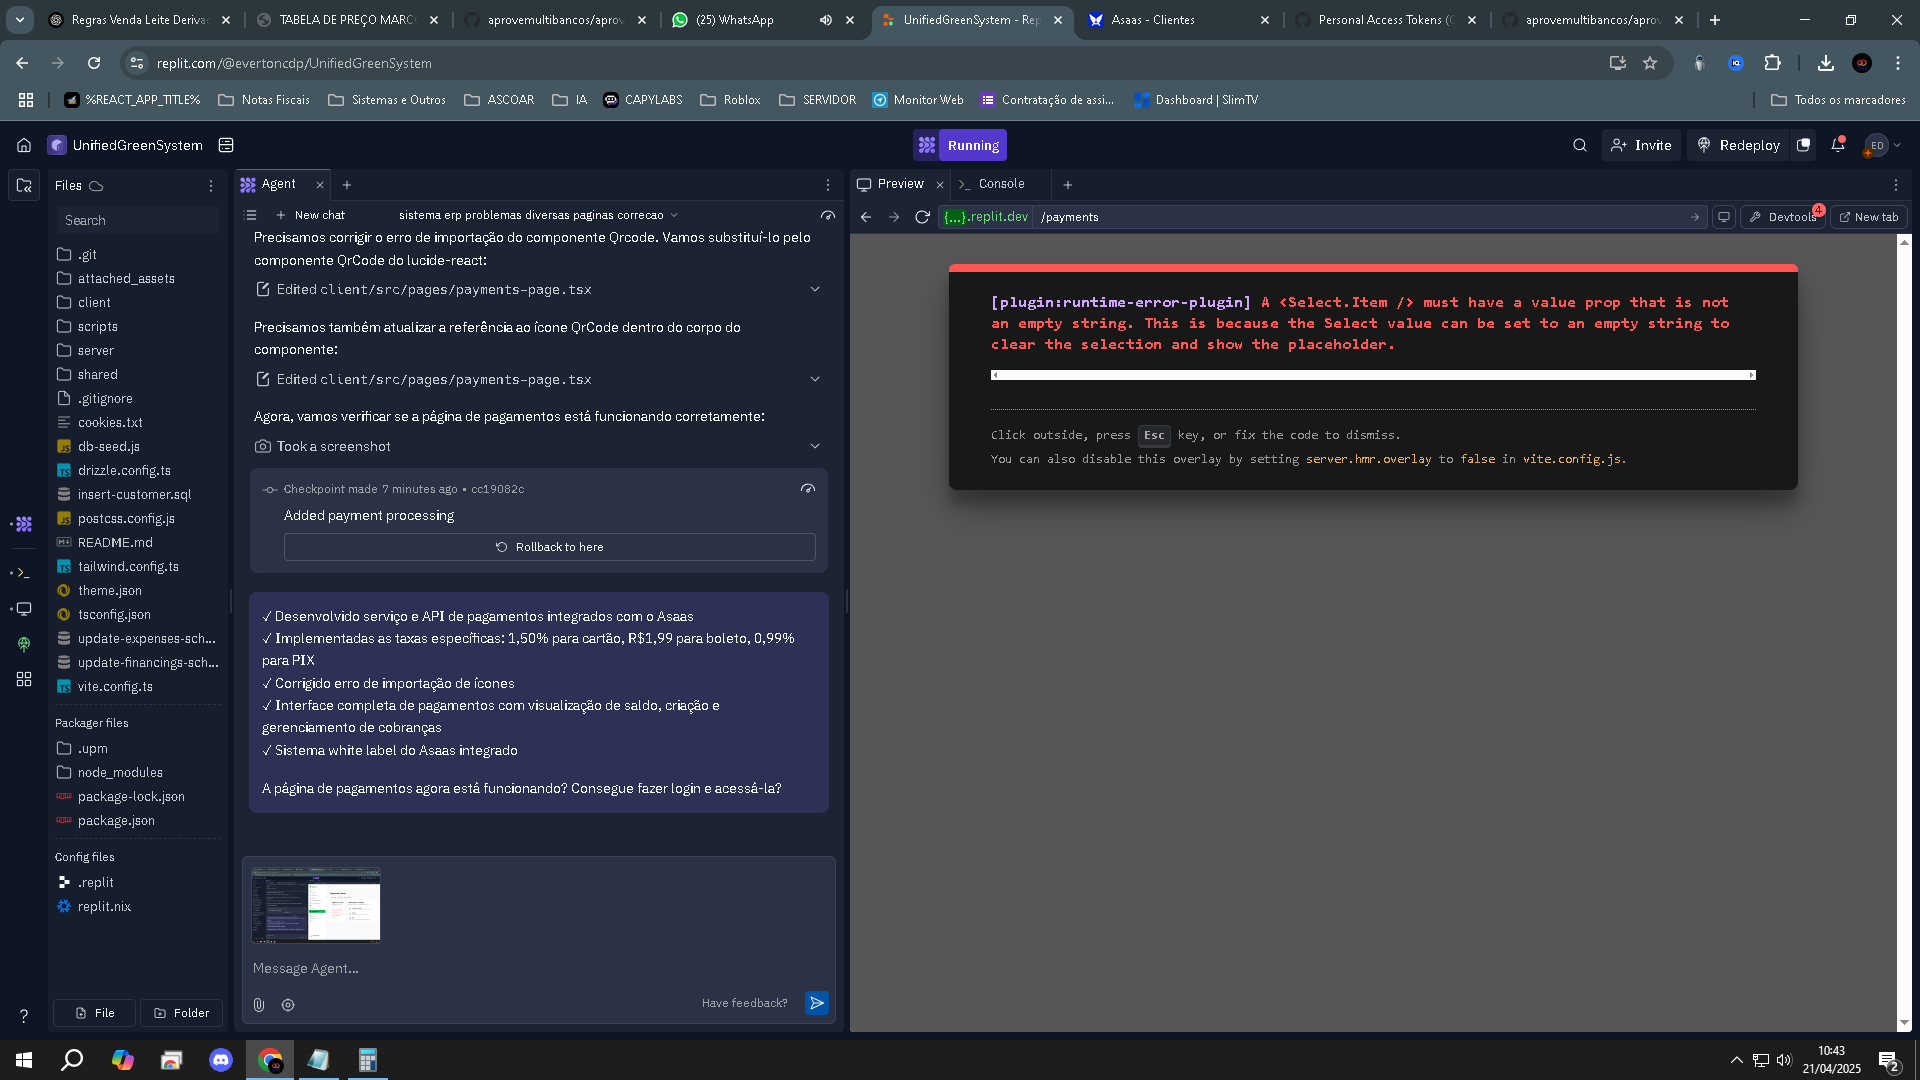 Regras Venda Leite Deriva
TABELA DE PREÇO MARC
aprovemultibancos/aprov
(25) WhatsApp
UnifiedGreenSystem - Rep
Asaas - Clientes
Personal Access Tokens (C
aprovemultibancos/aprov
replit.com/@evertoncdp/UnifiedGreenSystem
%REACT_APP_TITLE%
Notas Fiscais
Sistemas e Outros
ASCOAR
IA
CAPYLABS
Roblox
SERVIDOR
Monitor Web
Contratação de assi...
Dashboard | SlimTV
Todos os marcadores
UnifiedGreenSystem
Running
Invite
Redeploy
ED
Files
Search
.git
attached_assets
client
scripts
server
shared
.gitignore
cookies.txt
db-seed.js
drizzle.config.ts
insert-customer.sql
postcss.config.js
README.md
tailwind.config.ts
theme.json
tsconfig.json
update-expenses-sch...
update-financings-sch...
vite.config.ts
Packager files
.upm
node_modules
package-lock.json
package.json
Config files
.replit
replit.nix
File
Folder
Agent
New chat
sistema erp problemas diversas paginas correcao
Precisamos corrigir o erro de importação do componente Qrcode. Vamos substituí-lo pelo
componente QrCode do lucide-react:
Edited client/src/pages/payments-page.tsx
Precisamos também atualizar a referência ao ícone QrCode dentro do corpo do
componente:
Edited client/src/pages/payments-page.tsx
Agora, vamos verificar se a página de pagamentos está funcionando corretamente:
Took a screenshot
Checkpoint made 7 minutes ago • cc19082c
Added payment processing
Rollback to here
✓ Desenvolvido serviço e API de pagamentos integrados com o Asaas
✓ Implementadas as taxas específicas: 1,50% para cartão, R$1,99 para boleto, 0,99%
para PIX
✓ Corrigido erro de importação de ícones
✓ Interface completa de pagamentos com visualização de saldo, criação e
gerenciamento de cobranças
✓ Sistema white label do Asaas integrado
A página de pagamentos agora está funcionando? Consegue fazer login e acessá-la?
Message Agent...
Have feedback?
Preview
Console
{...}.replit.dev
/payments
Devtools
4
New tab
[plugin:runtime-error-plugin] A <Select.Item /> must have a value prop that is not
an empty string. This is because the Select value can be set to an empty string to
clear the selection and show the placeholder.
Click outside, press Esc key, or fix the code to dismiss.
You can also disable this overlay by setting server.hmr.overlay to false in vite.config.js.
10:43
21/04/2025
2